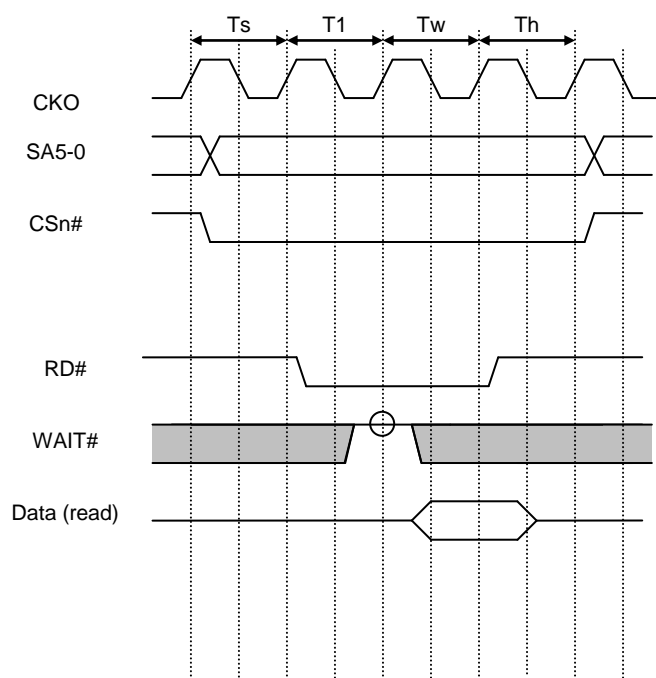 Ts T1 Tw Th
CKO
SA5-0
CSn#
RD#
WAIT#
Data (read)